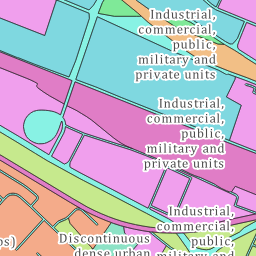 Industrial,
commercial,
public,
military and
private units
Industrial,
commercial,
public,
military and
private units
Industrial,
commercial,
public,
military and
Discontinuous
dense urban
os)